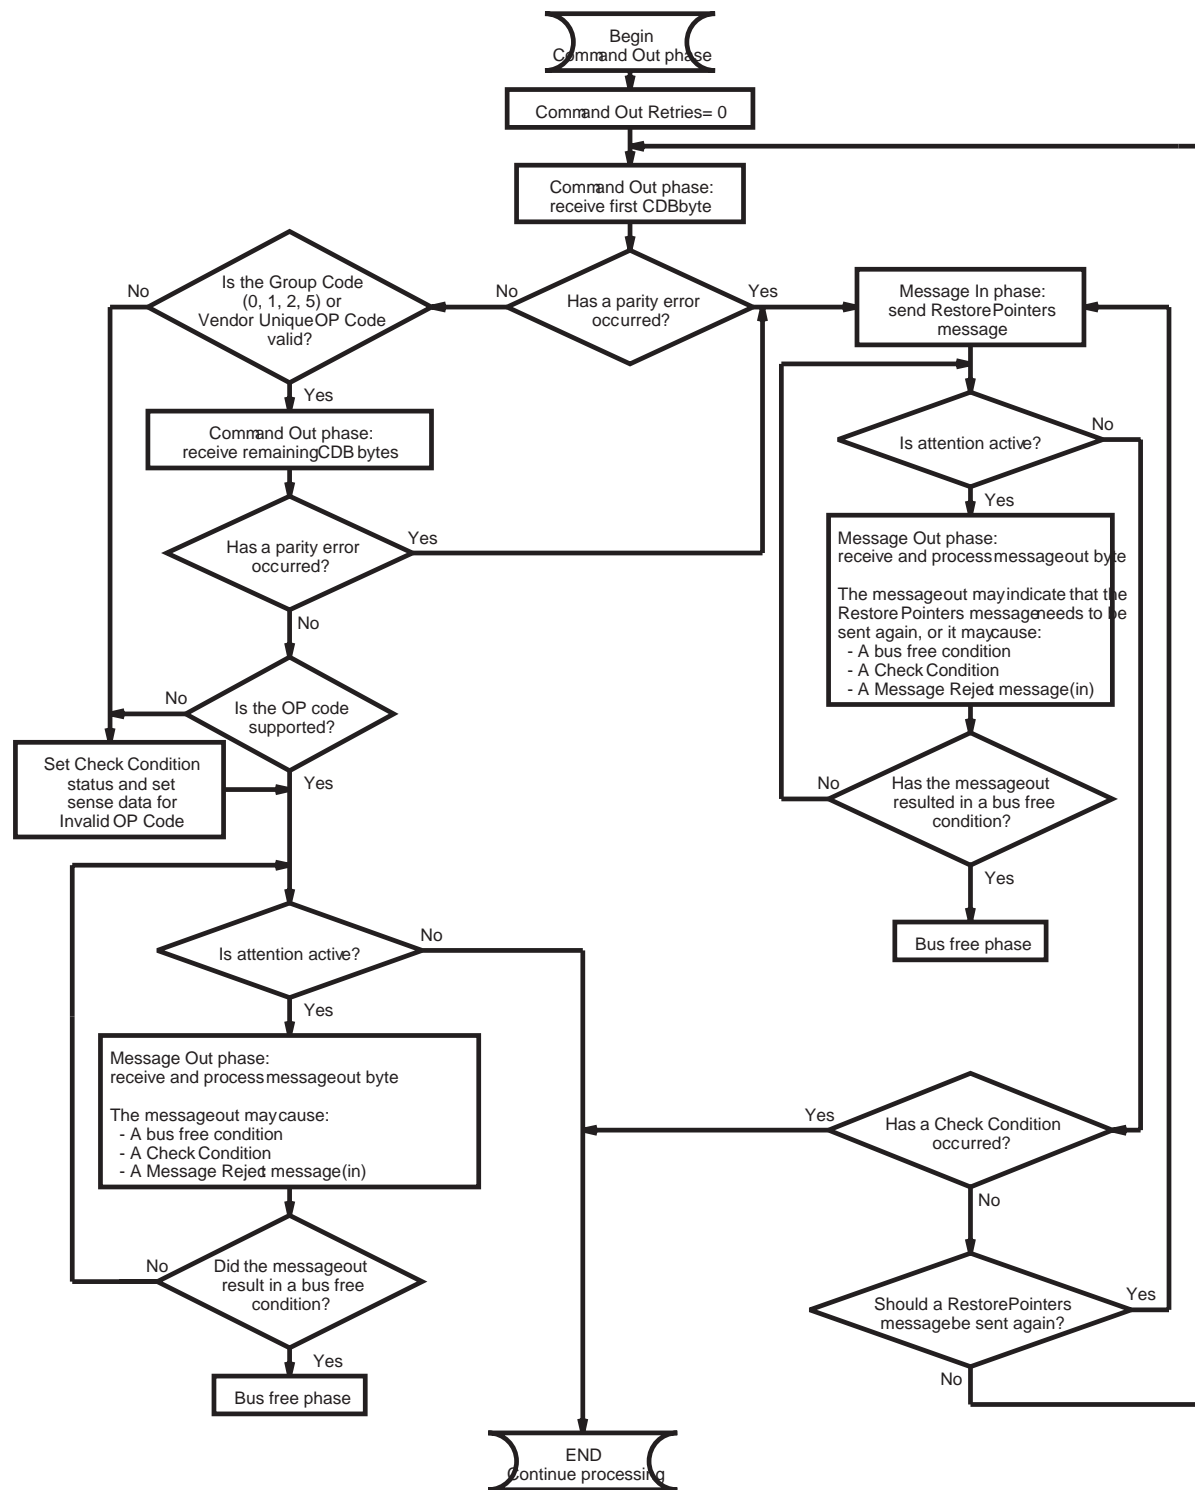 Begin
Command Out phase
Command Out Retries= 0
Command Out phase:
receive first CDB byte
Has a parity error
occurred?
No
Yes
Is the Group Code
(0, 1, 2, 5) or
Vendor Unique OP Code
valid?
No
Yes
Message In phase:
send Restore Pointers
message
Command Out phase:
receive remaining CDB bytes
Is attention active?
No
Yes
Has a parity error
occurred?
Yes
No
Message Out phase:
receive and process message out byte
The message out may indicate that the
Restore Pointers message needs to be
sent again, or it may cause:
- A bus free condition
- A Check Condition
- A Message Reject message (in)
Is the OP code
supported?
No
Yes
Set Check Condition
status and set
sense data for
Invalid OP Code
Has the message out
resulted in a bus free
condition?
No
Yes
Bus free phase
Is attention active?
No
Yes
Message Out phase:
receive and process message out byte
The message out may cause:
- A bus free condition
- A Check Condition
- A Message Reject message (in)
Has a Check Condition
occurred?
Yes
No
Did the message out
result in a bus free
condition?
No
Yes
Bus free phase
Should a Restore Pointers
message be sent again?
Yes
No
END
Continue processing